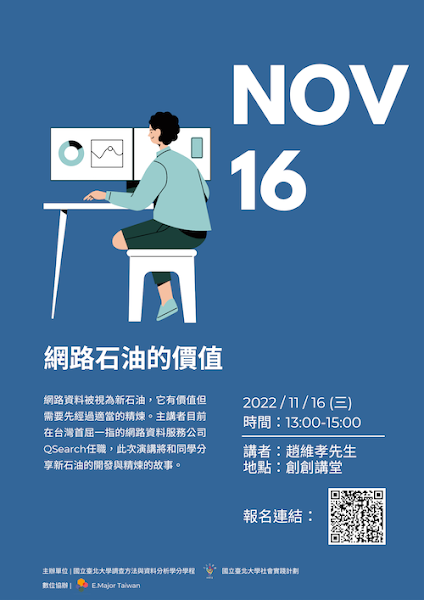 NOV
16
網路石油的價值
網路資料被視為新石油，它有價值但
需要先經過適當的精煉。主講者目前
在台灣首屈一指的網路資料服務公司
QSearch任職，此次演講將和同學分
享新石油的開發與精煉的故事。
2022 / 11 / 16 (三)
時間：13:00-15:00
講者：趙維孝先生
地點：創創講堂
報名連結：
主辦單位 | 國立臺北大學調查方法與資料分析學分學程 國立臺北大學社會實踐計劃
數位協辦 | E.Major Taiwan